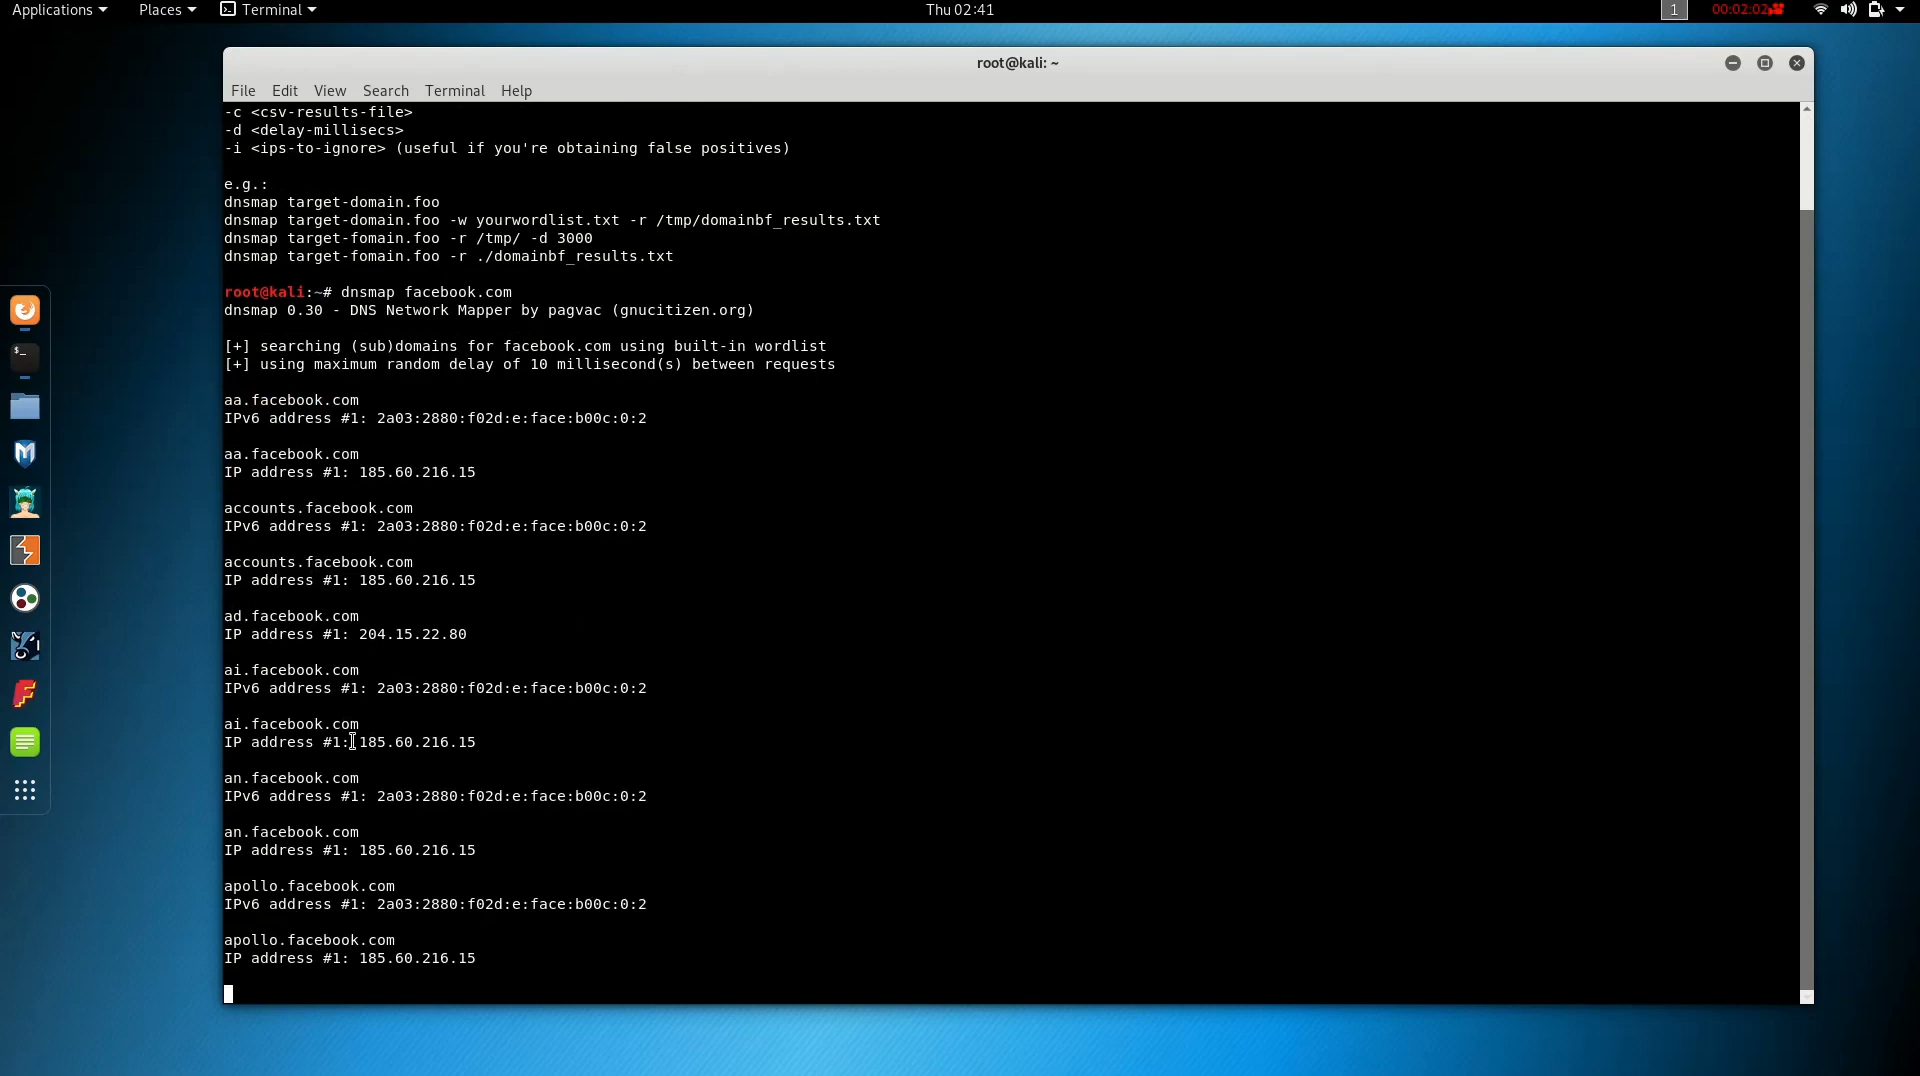 Applications Places Terminal Thu 02:41 1 00:02:02
root@kali: ~
File Edit View Search Terminal Help
-c <csv-results-file>
-d <delay-millisecs>
-i <ips-to-ignore> (useful if you're obtaining false positives)
e.g.:
dnsmap target-domain.foo
dnsmap target-domain.foo -w yourwordlist.txt -r /tmp/domainbf_results.txt
dnsmap target-fomain.foo -r /tmp/ -d 3000
dnsmap target-fomain.foo -r ./domainbf_results.txt
root@kali:~# dnsmap facebook.com
dnsmap 0.30 - DNS Network Mapper by pagvac (gnucitizen.org)
[+] searching (sub)domains for facebook.com using built-in wordlist
[+] using maximum random delay of 10 millisecond(s) between requests
aa.facebook.com
IPv6 address #1: 2a03:2880:f02d:e:face:b00c:0:2
aa.facebook.com
IP address #1: 185.60.216.15
accounts.facebook.com
IPv6 address #1: 2a03:2880:f02d:e:face:b00c:0:2
accounts.facebook.com
IP address #1: 185.60.216.15
ad.facebook.com
IP address #1: 204.15.22.80
ai.facebook.com
IPv6 address #1: 2a03:2880:f02d:e:face:b00c:0:2
ai.facebook.com
IP address #1: 185.60.216.15
an.facebook.com
IPv6 address #1: 2a03:2880:f02d:e:face:b00c:0:2
an.facebook.com
IP address #1: 185.60.216.15
apollo.facebook.com
IPv6 address #1: 2a03:2880:f02d:e:face:b00c:0:2
apollo.facebook.com
IP address #1: 185.60.216.15